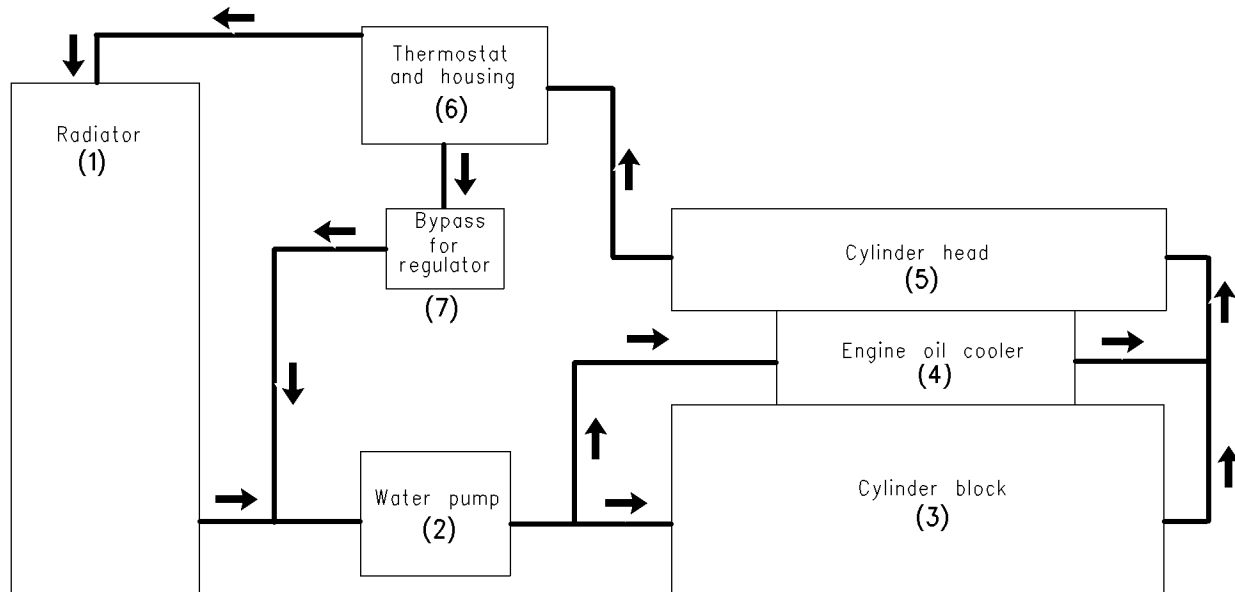 Thermostat
and housing
(6)
Radiator
(1)
Bypass
for
regulator
(7)
Cylinder head
(5)
Engine oil cooler
(4)
Water pump
(2)
Cylinder block
(3)